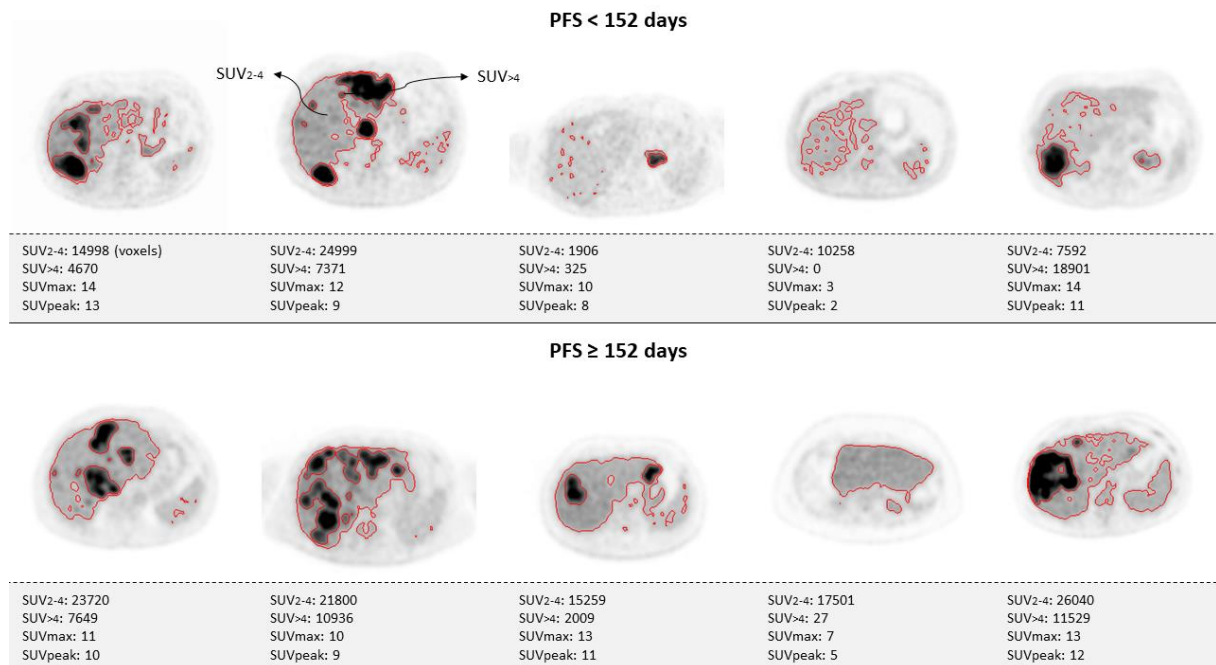 PFS < 152 days
SUV2-4
SUV>4
SUV2-4: 14998 (voxels)
SUV>4: 4670
SUVmax: 14
SUVpeak: 13
SUV2-4: 24999
SUV>4: 7371
SUVmax: 12
SUVpeak: 9
SUV2-4: 1906
SUV>4: 325
SUVmax: 10
SUVpeak: 8
SUV2-4: 10258
SUV>4: 0
SUVmax: 3
SUVpeak: 2
SUV2-4: 7592
SUV>4: 18901
SUVmax: 14
SUVpeak: 11
PFS ≥ 152 days
SUV2-4: 23720
SUV>4: 7649
SUVmax: 11
SUVpeak: 10
SUV2-4: 21800
SUV>4: 10936
SUVmax: 10
SUVpeak: 9
SUV2-4: 15259
SUV>4: 2009
SUVmax: 13
SUVpeak: 11
SUV2-4: 17501
SUV>4: 27
SUVmax: 7
SUVpeak: 5
SUV2-4: 26040
SUV>4: 11529
SUVmax: 13
SUVpeak: 12